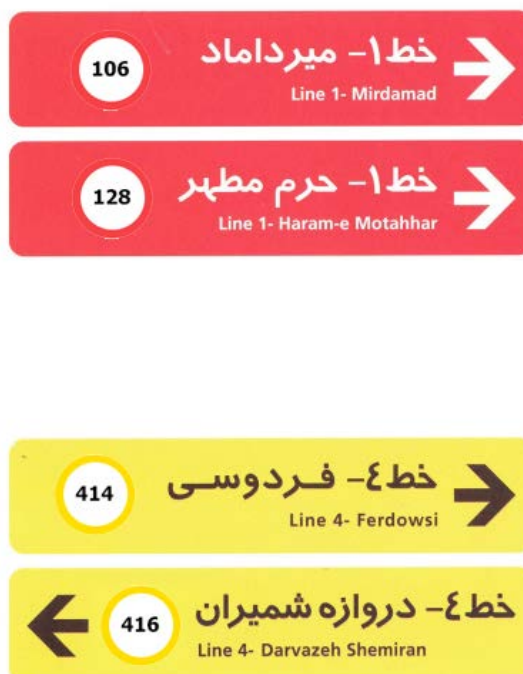 خط۱- میرداماد
106
Line 1- Mirdamad
خط۱- حرم مطهر
128
Line 1- Haram-e Motahhar
خط٤- فـردوسـی
414
Line 4- Ferdowsi
خط٤- دروازه شمیران
416
Line 4- Darvazeh Shemiran